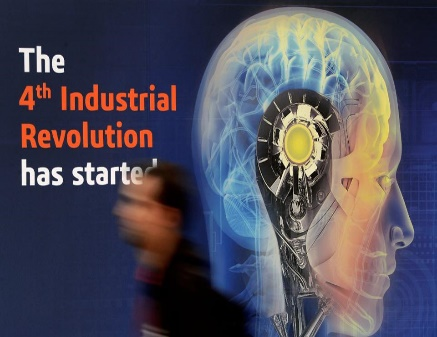 The
4th Industrial
Revolution
has started